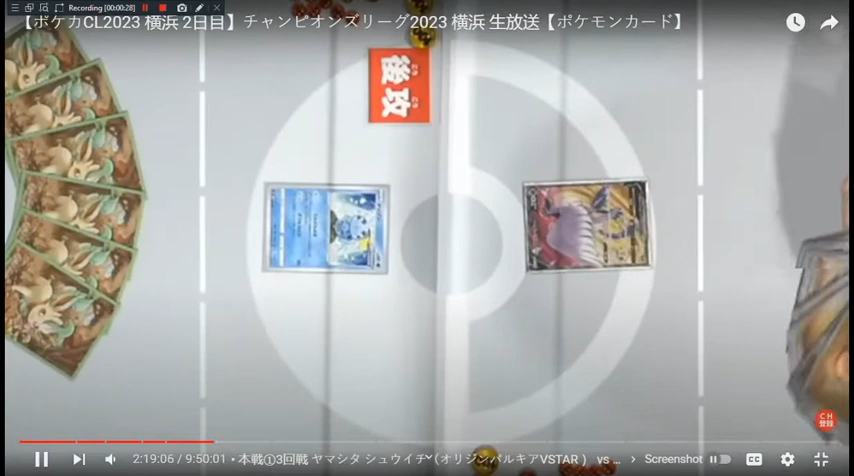 Recording [00:00:28]
【ポケカCL2023 横浜 2日目】チャンピオンズリーグ2023 横浜 生放送【ポケモンカード】
後攻
CH
登録
2:19:06 / 9:50:01 • 本戦①3回戦 ヤマシタ シュウイチ (オリジンパルキアVSTAR ) vs ...
Screenshot
CC